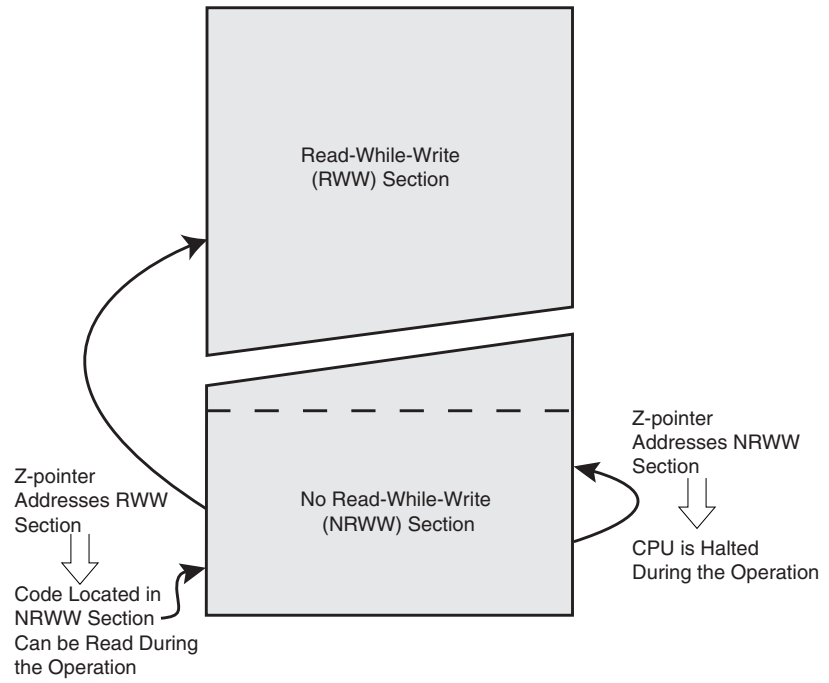 Read-While-Write
(RWW) Section
Z-pointer
Addresses NRWW
Section
Z-pointer
Addresses RWW
Section
No Read-While-Write
(NRWW) Section
CPU is Halted
During the Operation
Code Located in
NRWW Section
Can be Read During
the Operation